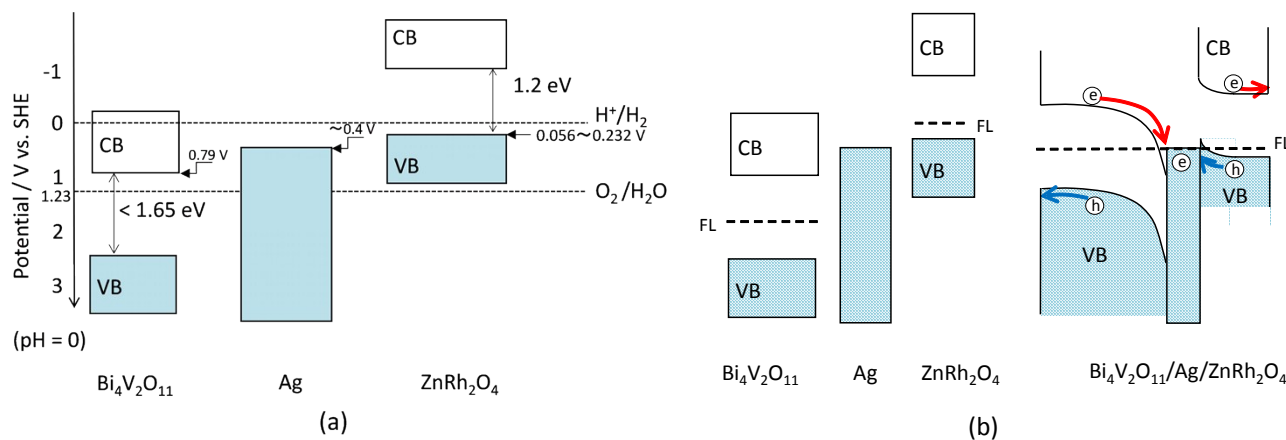 Potential / V vs. SHE
-1
0
1
1.23
2
3
(pH = 0)
CB
0.79 V
< 1.65 eV
VB
~0.4 V
CB
1.2 eV
H⁺/H₂
0.056~0.232 V
VB
O₂/H₂O
Bi₄V₂O₁₁
Ag
ZnRh₂O₄
(a)
CB
FL
VB
CB
FL
VB
Bi₄V₂O₁₁
Ag
ZnRh₂O₄
CB
e
e
FL
e
h
VB
h
VB
Bi₄V₂O₁₁/Ag/ZnRh₂O₄
(b)